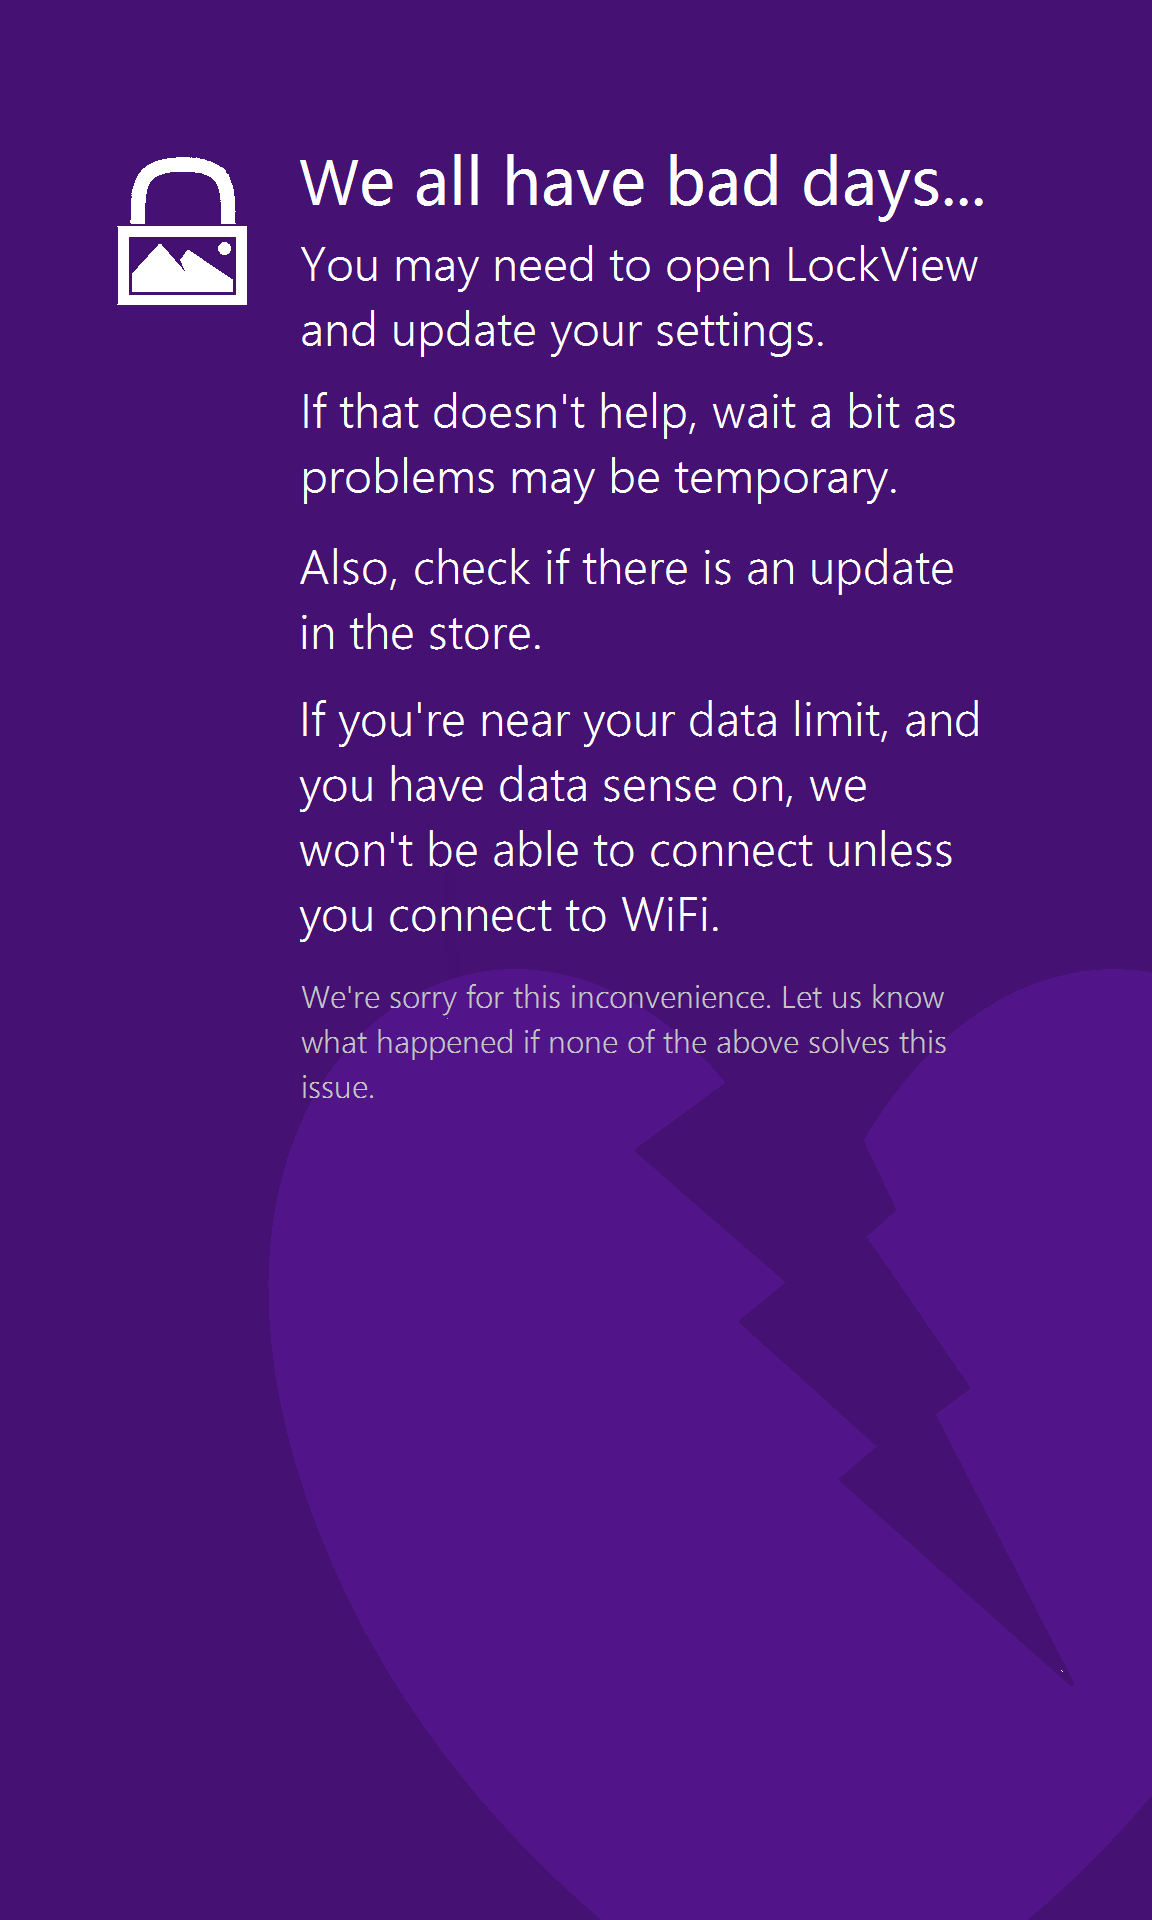 We all have bad days...
You may need to open LockView
and update your settings.
If that doesn't help, wait a bit as
problems may be temporary.
Also, check if there is an update
in the store.
If you're near your data limit, and
you have data sense on, we
won't be able to connect unless
you connect to WiFi.
We're sorry for this inconvenience. Let us know
what happened if none of the above solves this
issue.